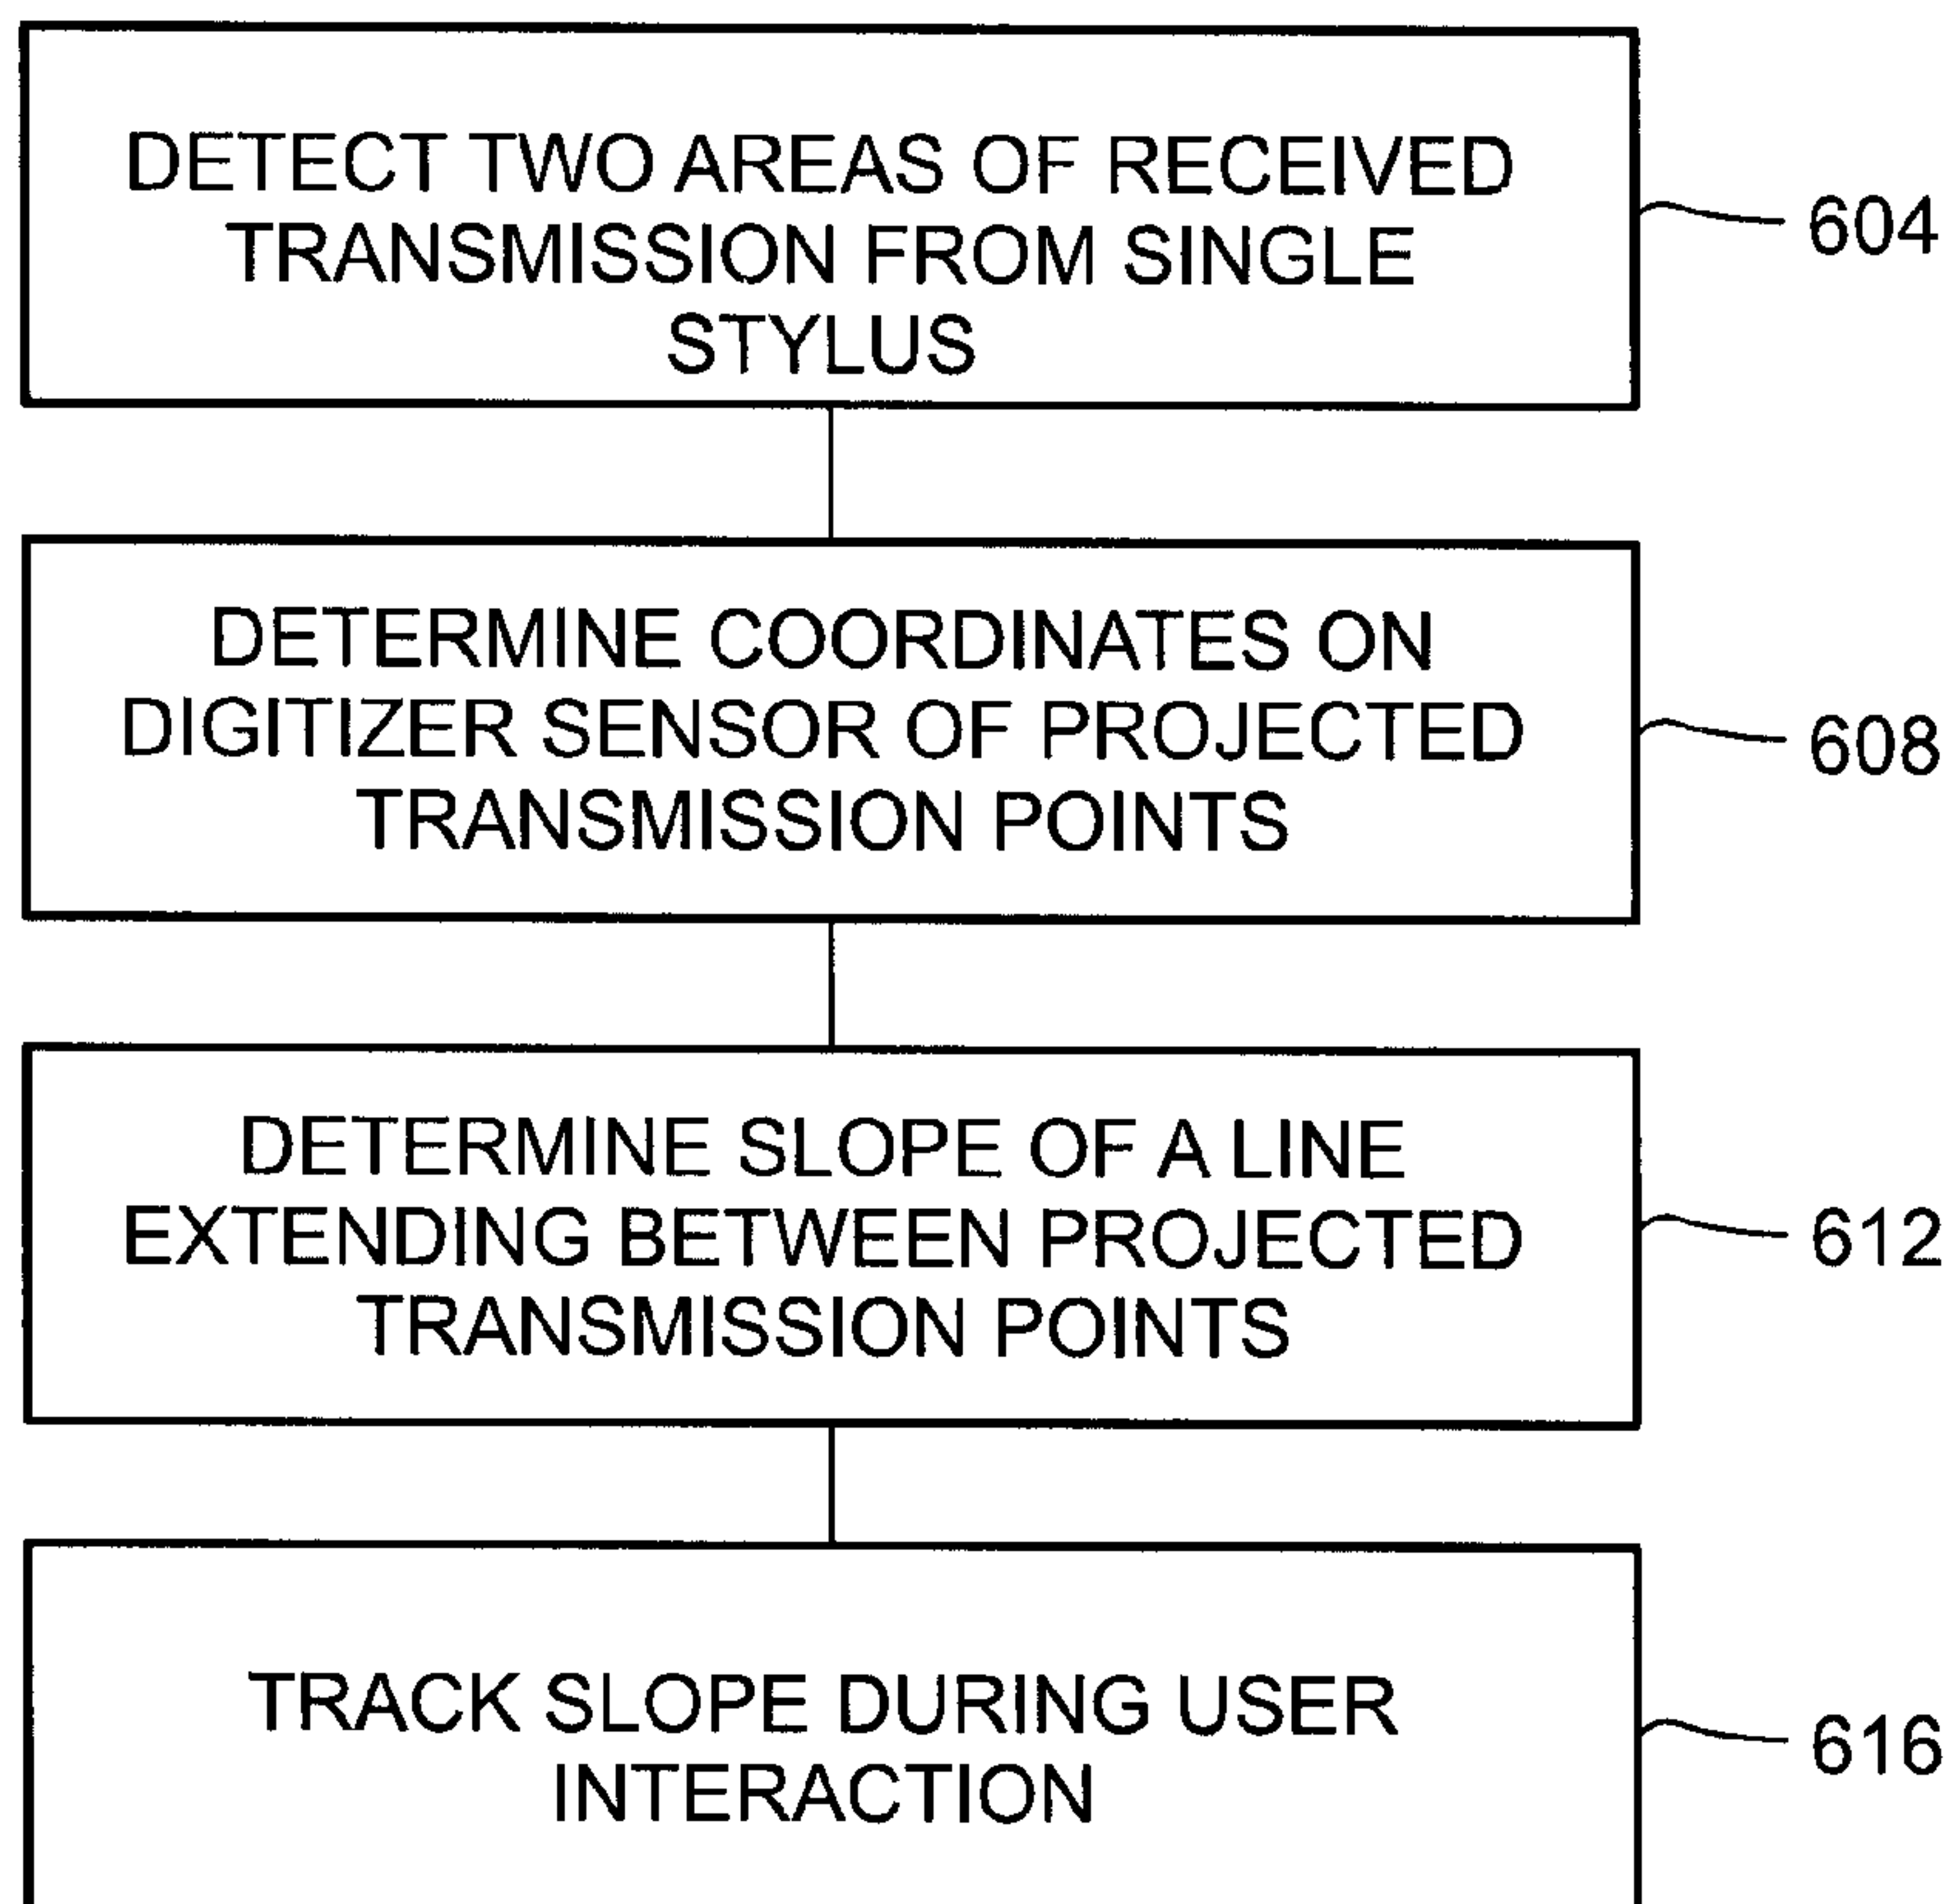 DETECT TWO AREAS OF RECEIVED
TRANSMISSION FROM SINGLE
STYLUS
604
DETERMINE COORDINATES ON
DIGITIZER SENSOR OF PROJECTED
TRANSMISSION POINTS
608
DETERMINE SLOPE OF A LINE
EXTENDING BETWEEN PROJECTED
TRANSMISSION POINTS
612
TRACK SLOPE DURING USER
INTERACTION
616